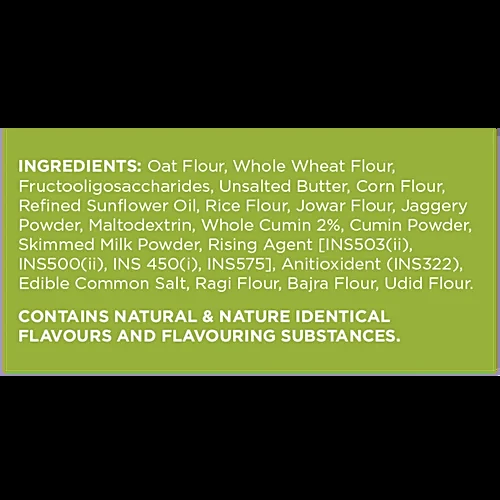 INGREDIENTS: Oat Flour, Whole Wheat Flour,
Fructooligosaccharides, Unsalted Butter, Corn Flour,
Refined Sunflower Oil, Rice Flour, Jowar Flour, Jaggery
Powder, Maltodextrin, Whole Cumin 2%, Cumin Powder,
Skimmed Milk Powder, Rising Agent [INS503(ii),
INS500(ii), INS 450(i), INS575], Anitioxident (INS322),
Edible Common Salt, Ragi Flour, Bajra Flour, Udid Flour.
CONTAINS NATURAL & NATURE IDENTICAL
FLAVOURS AND FLAVOURING SUBSTANCES.